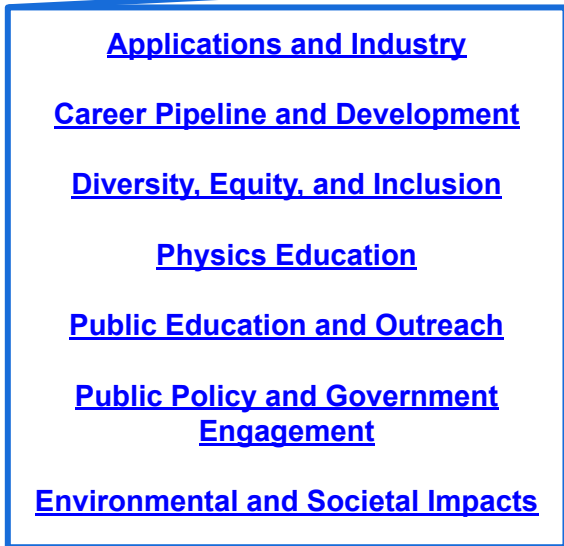 Applications and Industry
Career Pipeline and Development
Diversity, Equity, and Inclusion
Physics Education
Public Education and Outreach
Public Policy and Government
Engagement
Environmental and Societal Impacts